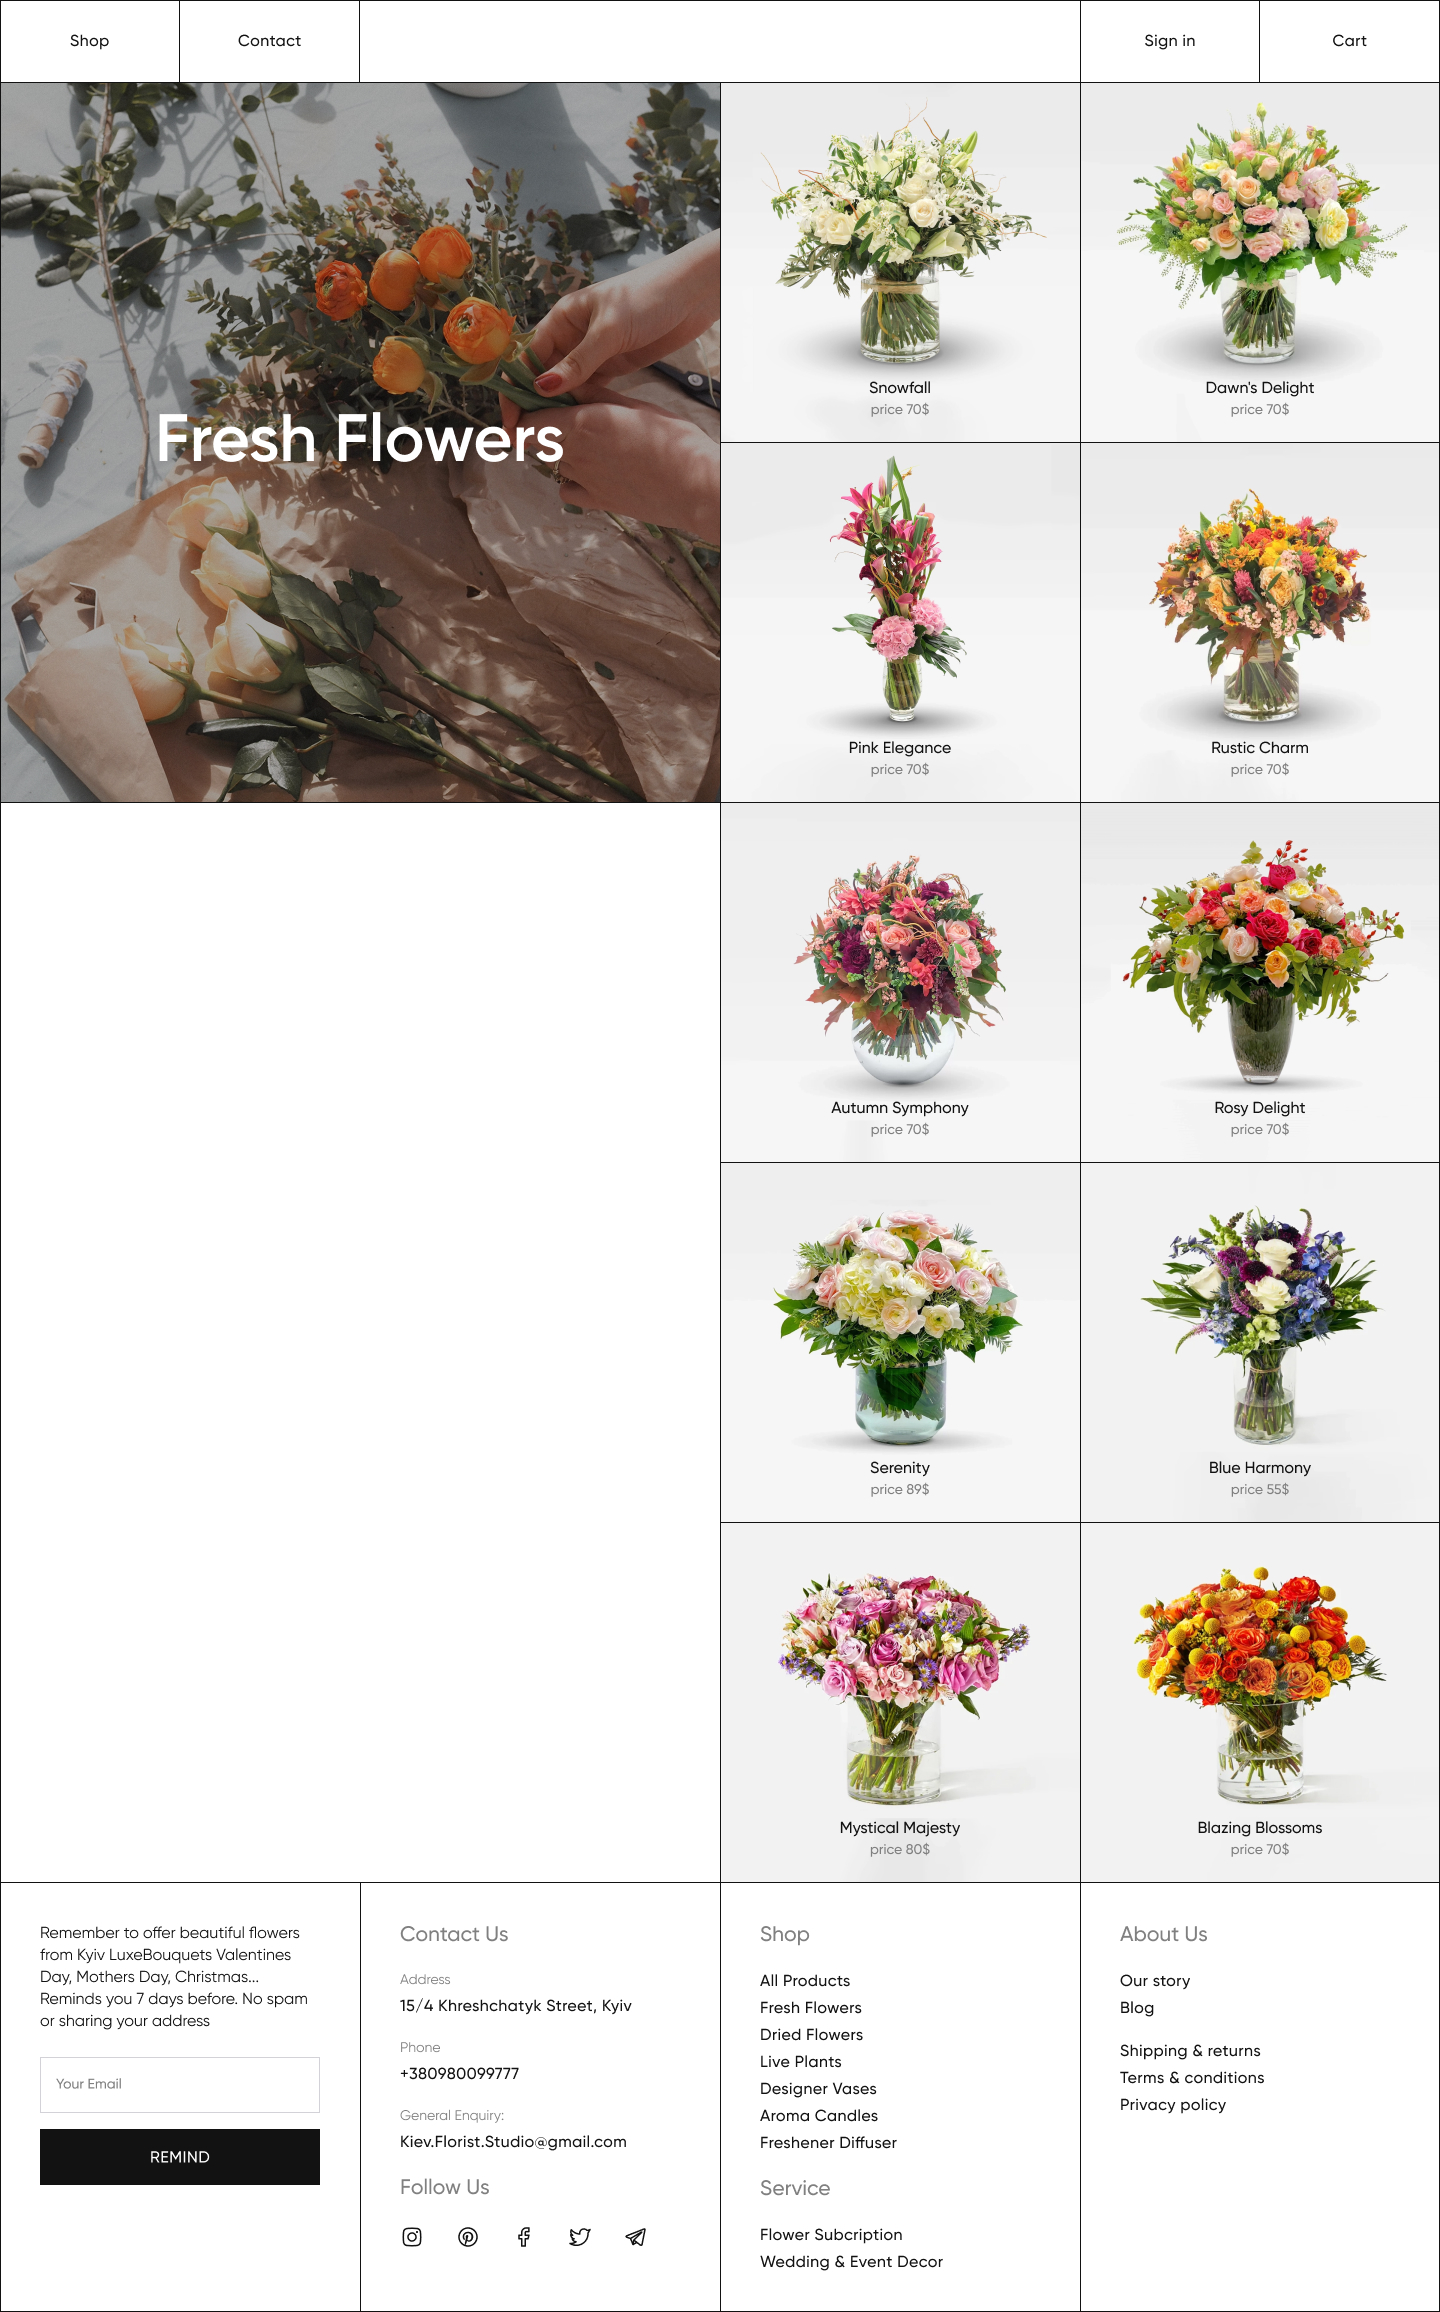 Shop
Contact
Sign in
Cart
Fresh Flowers
Snowfall
price 70$
Dawn's Delight
price 70$
Pink Elegance
price 70$
Rustic Charm
price 70$
Autumn Symphony
price 70$
Rosy Delight
price 70$
Serenity
price 89$
Blue Harmony
price 55$
Mystical Majesty
price 80$
Blazing Blossoms
price 70$
Remember to offer beautiful flowers
from Kyiv LuxeBouquets Valentines
Day, Mothers Day, Christmas...
Reminds you 7 days before. No spam
or sharing your address
Your Email
REMIND
Contact Us
Address
15/4 Khreshchatyk Street, Kyiv
Phone
+380980099777
General Enquiry:
Kiev.Florist.Studio@gmail.com
Follow Us
Shop
All Products
Fresh Flowers
Dried Flowers
Live Plants
Designer Vases
Aroma Candles
Freshener Diffuser
Service
Flower Subcription
Wedding & Event Decor
About Us
Our story
Blog
Shipping & returns
Terms & conditions
Privacy policy